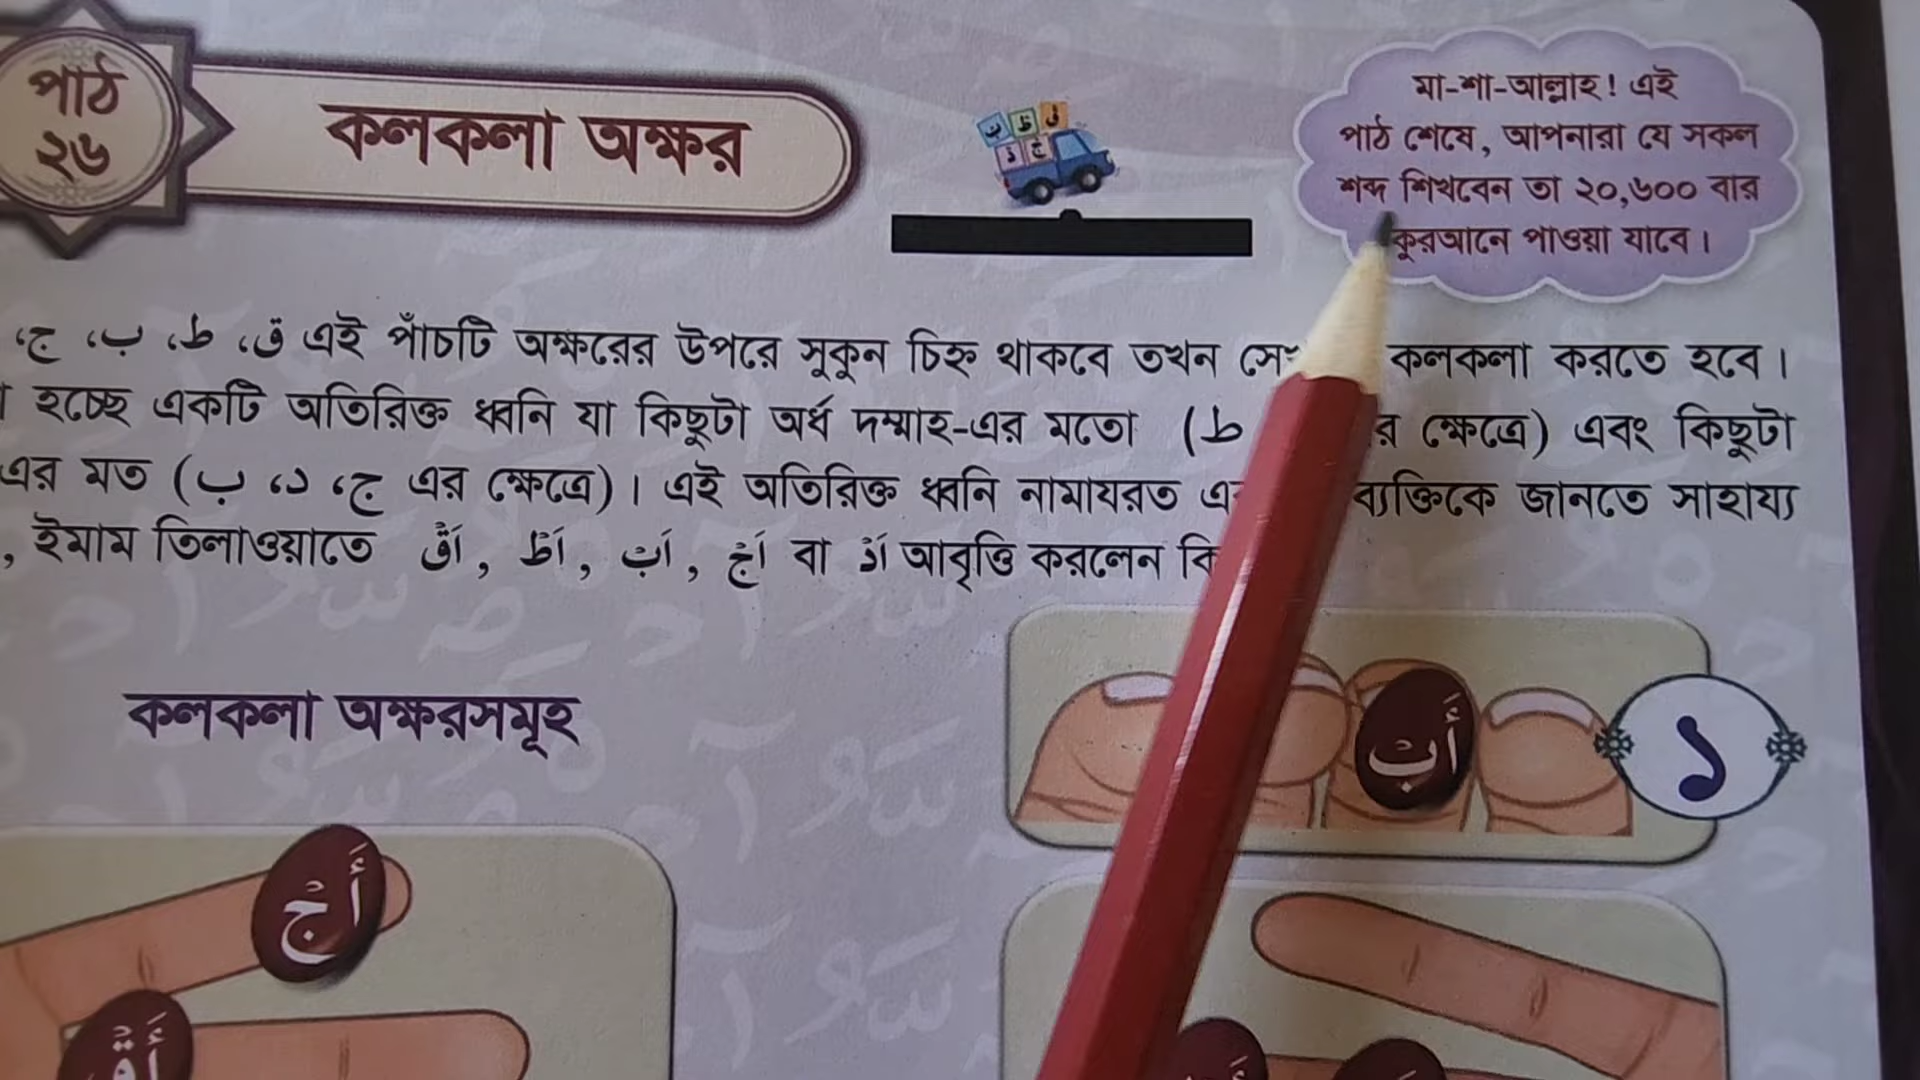 পাঠ
২৬
কলকলা অক্ষর
মা-শা-আল্লাহ! এই
পাঠ শেষে, আপনারা যে সকল
শব্দ শিখবেন তা ২০,৬০০ বার
কুরআনে পাওয়া যাবে।
ق، ط، ب، ج، এই পাঁচটি অক্ষরের উপরে সুকুন চিহ্ন থাকবে তখন কলকলা করতে হবে।
হচ্ছে একটি অতিরিক্ত ধ্বনি যা কিছুটা অর্ধ দম্মাহ-এর মতো (ط র ক্ষেত্রে) এবং কিছুটা
এর মত (ج، د، ب এর ক্ষেত্রে)। এই অতিরিক্ত ধ্বনি নামাযরত ব্যক্তিকে জানতে সাহায্য
, ইমাম তিলাওয়াতে اَقْ, اَطْ, اَبْ, اَجْ বা اَدْ আবৃত্তি করলেন
কলকলা অক্ষরসমূহ
أَبْ
১
أَجْ